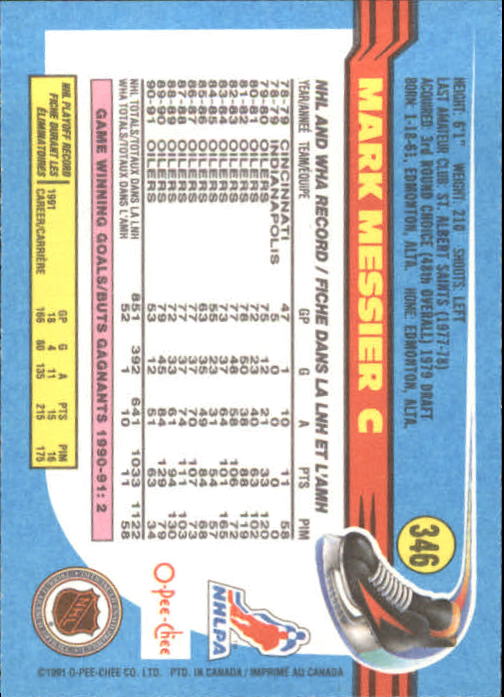 346
MARK MESSIER C
HEIGHT: 6'1" WEIGHT: 210 SHOOTS: LEFT
LAST AMATEUR CLUB: ST. ALBERT SAINTS (1977-78)
ACQUIRED: 3rd ROUND CHOICE (48th OVERALL) 1979 DRAFT
BORN: 1-18-61, EDMONTON, ALTA. HOME: EDMONTON, ALTA.
NHL AND WHA RECORD/FICHE DANS LA LNH ET L'AMH
YEAR/ANNÉE TEAM/ÉQUIPE GP G A PTS PIM
78-79 CINCINNATI 47 1 10 11 58
78-79 INDIANAPOLIS 5 0 0 0 0
79-80 OILERS 75 12 21 33 120
80-81 OILERS 72 23 40 63 102
81-82 OILERS 78 50 38 88 119
82-83 OILERS 77 48 58 106 72
83-84 OILERS 73 37 64 101 165
84-85 OILERS 55 23 31 54 57
85-86 OILERS 63 35 49 84 68
86-87 OILERS 77 37 70 107 73
87-88 OILERS 77 37 74 111 103
88-89 OILERS 72 33 61 94 130
89-90 OILERS 79 45 84 129 79
90-91 OILERS 53 12 51 63 34
NHL TOTALS/TOTAUX DANS LA LNH 851 392 641 1033 1122
WHA TOTALS/TOTAUX DANS L'AMH 52 1 10 11 58
GAME WINNING GOALS/BUTS GAGNANTS 1990-91: 2
NHL PLAYOFF RECORD
FICHE DURANT LES
ÉLIMINATOIRES
GP G A PTS PIM
1991 18 4 11 15 16
CAREER/CARRIÈRE 166 80 135 215 175
NHLPA
O-Pee-Chee
NHL
©1991 O-PEE-CHEE CO. LTD. PTD. IN CANADA / IMPRIMÉ AU CANADA